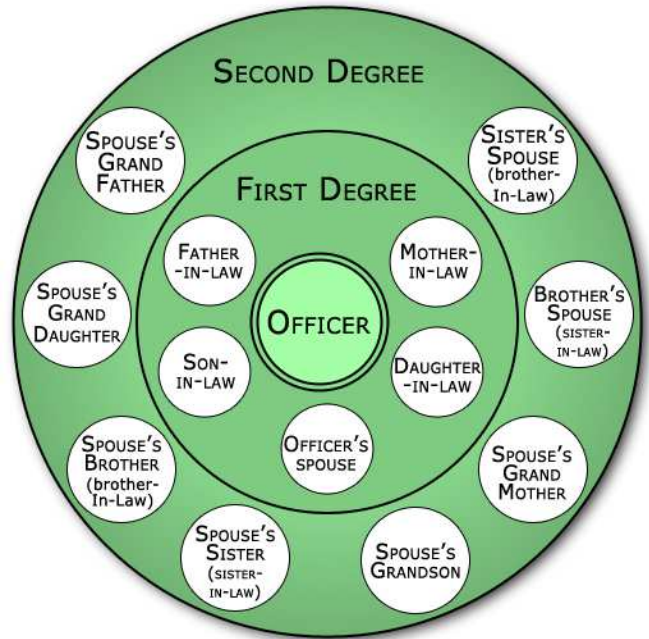 SECOND DEGREE
SPOUSE'S
GRAND
FATHER
SISTER'S
SPOUSE
(brother-
In-Law)
FIRST DEGREE
FATHER
-IN-LAW
MOTHER-
IN-LAW
SPOUSE'S
GRAND
DAUGHTER
OFFICER
BROTHER'S
SPOUSE
(SISTER-
IN-LAW)
SON-
IN-LAW
DAUGHTER
-IN-LAW
SPOUSE'S
BROTHER
(brother-
In-Law)
OFFICER'S
SPOUSE
SPOUSE'S
GRAND
MOTHER
SPOUSE'S
SISTER
(SISTER-
IN-LAW)
SPOUSE'S
GRANDSON